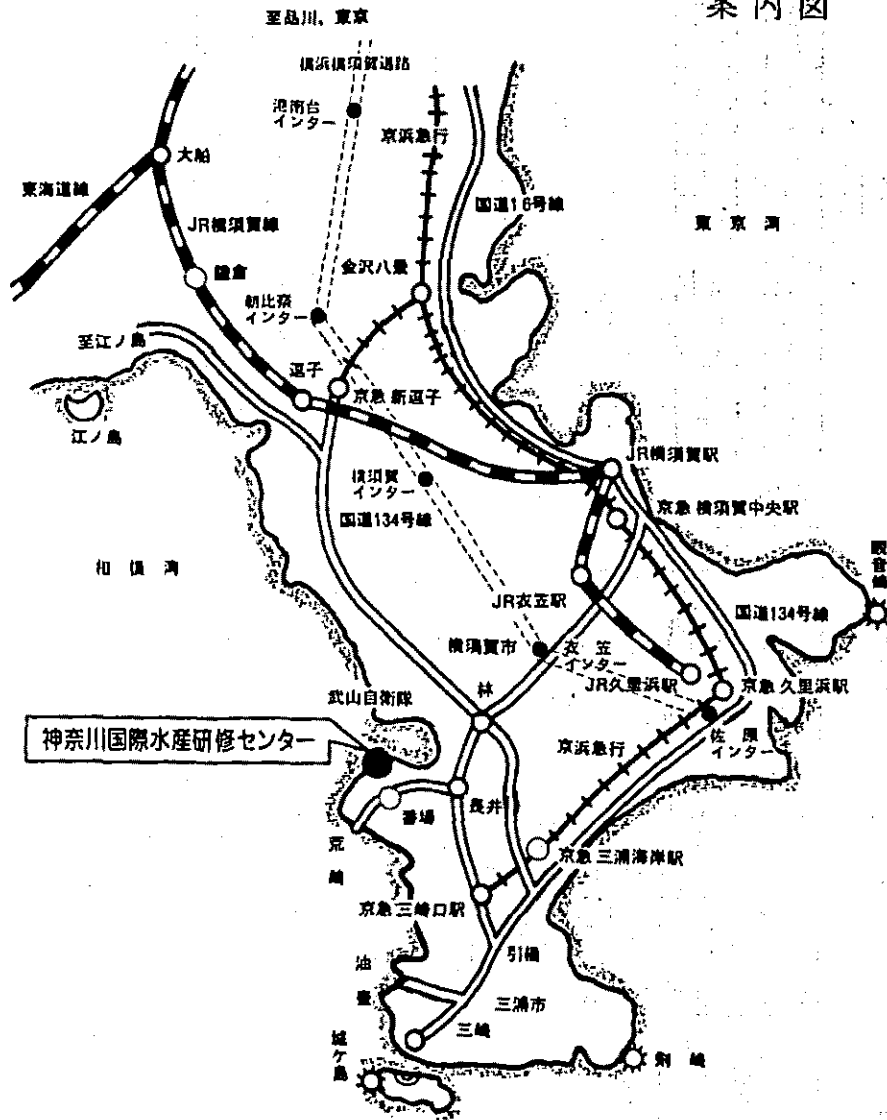 案内図
至品川、東京
横浜横須賀道路
港南台
インター
京浜急行
大船
東海道線
国道16号線
JR横須賀線
東京湾
金沢八景
鎌倉
朝比奈
インター
至江ノ島
逗子
京急 新逗子
江ノ島
JR横須賀駅
横須賀
インター
京急 横須賀中央駅
国道134号線
相模湾
観音崎
JR衣笠駅
国道134号線
横須賀市
衣笠
インター
JR久里浜駅
京急 久里浜駅
武山自衛隊
林
佐原
インター
神奈川国際水産研修センター
京浜急行
長井
番場
荒崎
京急 三浦海岸駅
京急 三崎口駅
引橋
油壺
三浦市
三崎
城ケ島
剣崎